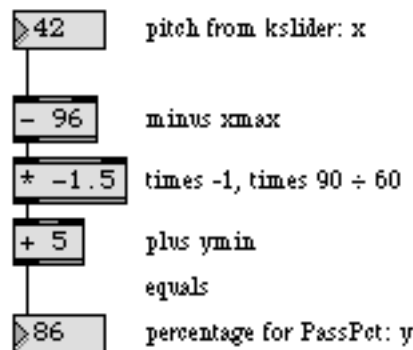 42 pitch from kslider: x
- 96 minus xmax
* -1.5 times -1, times 90 ÷ 60
+ 5 plus ymin
equals
86 percentage for PassPct: y